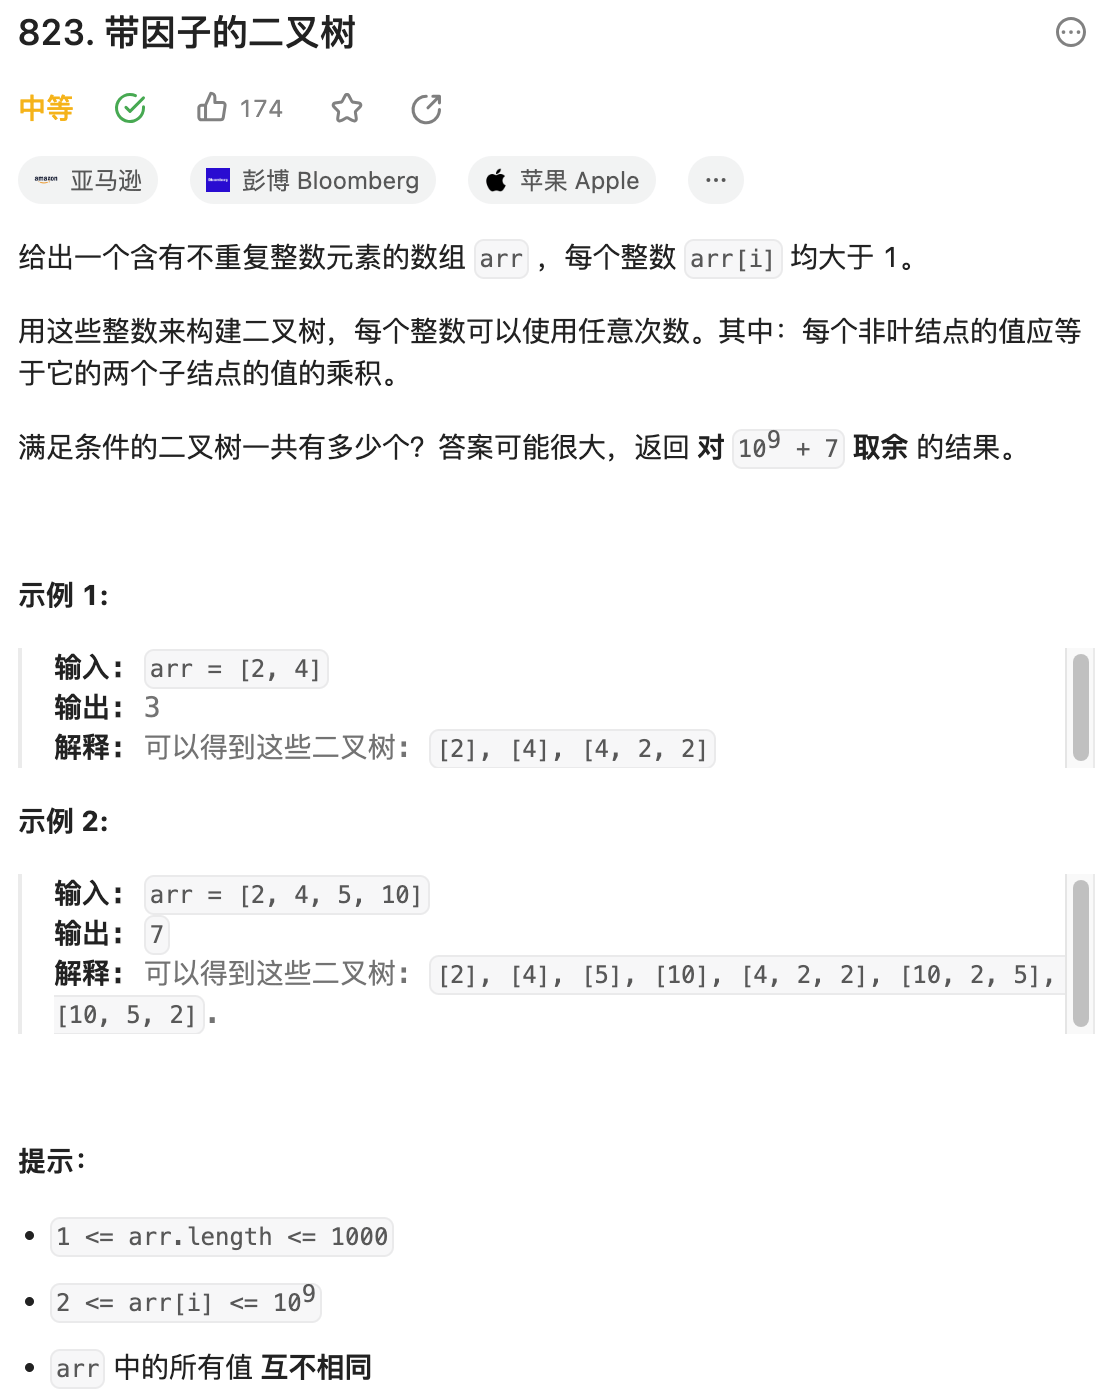 823. 带因子的二叉树
中等 174
amazon 亚马逊 Bloomberg 彭博 Bloomberg 苹果 Apple ...
给出一个含有不重复整数元素的数组 arr ，每个整数 arr[i] 均大于 1。
用这些整数来构建二叉树，每个整数可以使用任意次数。其中：每个非叶结点的值应等
于它的两个子结点的值的乘积。
满足条件的二叉树一共有多少个？答案可能很大，返回 对 10⁹ + 7 取余 的结果。
示例 1:
输入: arr = [2, 4]
输出: 3
解释: 可以得到这些二叉树: [2], [4], [4, 2, 2]
示例 2:
输入: arr = [2, 4, 5, 10]
输出: 7
解释: 可以得到这些二叉树: [2], [4], [5], [10], [4, 2, 2], [10, 2, 5],
[10, 5, 2].
提示：
• 1 <= arr.length <= 1000
• 2 <= arr[i] <= 10⁹
• arr 中的所有值 互不相同